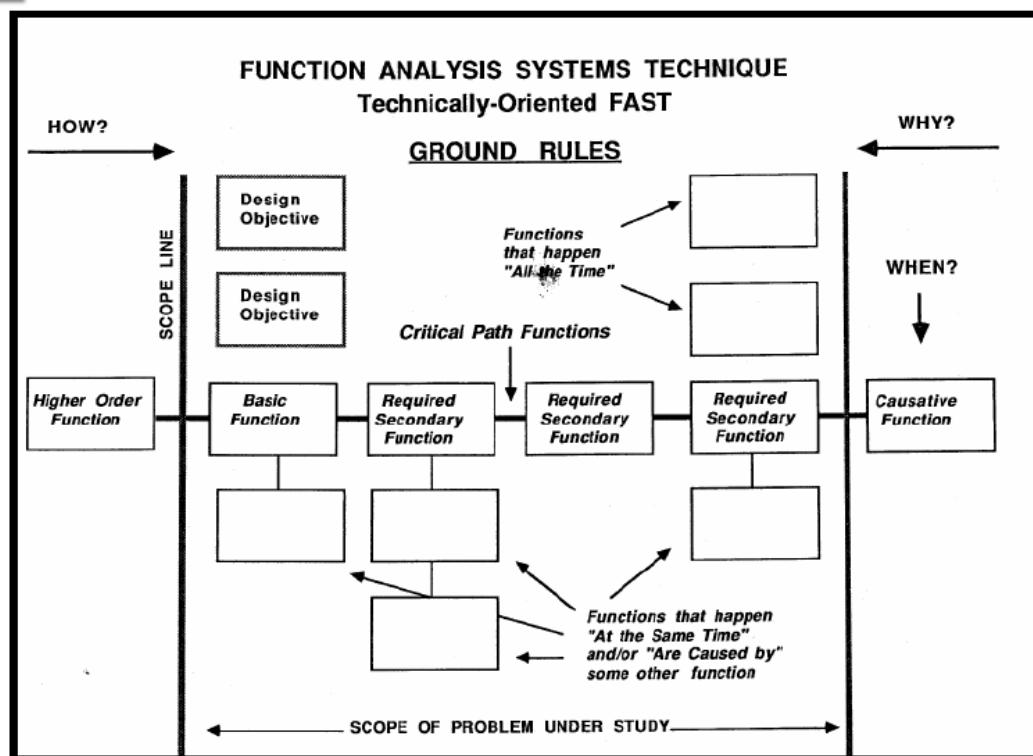 FUNCTION ANALYSIS SYSTEMS TECHNIQUE
Technically-Oriented FAST
HOW?
WHY?
GROUND RULES
Design
Objective
Functions
that happen
"All the Time"
SCOPE LINE
WHEN?
Design
Objective
Critical Path Functions
Higher Order
Function
Basic
Function
Required
Secondary
Function
Required
Secondary
Function
Required
Secondary
Function
Causative
Function
Functions that happen
"At the Same Time"
and/or "Are Caused by"
some other function
SCOPE OF PROBLEM UNDER STUDY